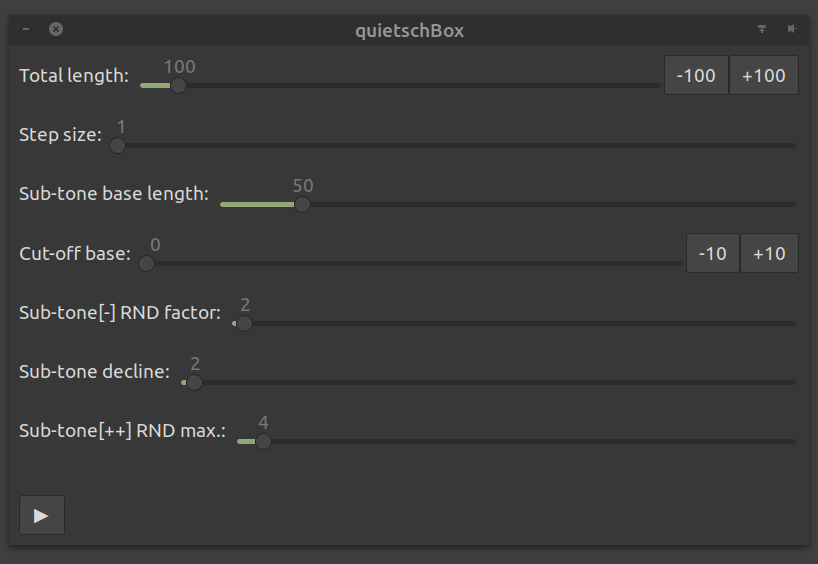 quietschBox
Total length: 100 -100 +100
Step size: 1
Sub-tone base length: 50
Cut-off base: 0 -10 +10
Sub-tone[-] RND factor: 2
Sub-tone decline: 2
Sub-tone[++] RND max.: 4